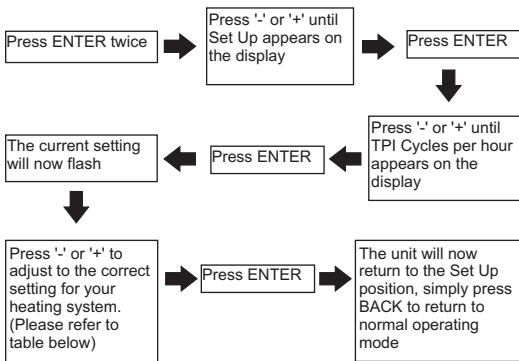 Press ENTER twice
Press '-' or '+' until
Set Up appears on
the display
Press ENTER
Press '-' or '+' until
TPI Cycles per hour
appears on the
display
Press ENTER
The current setting
will now flash
Press '-' or '+' to
adjust to the correct
setting for your
heating system.
(Please refer to
table below)
Press ENTER
The unit will now
return to the Set Up
position, simply press
BACK to return to
normal operating
mode